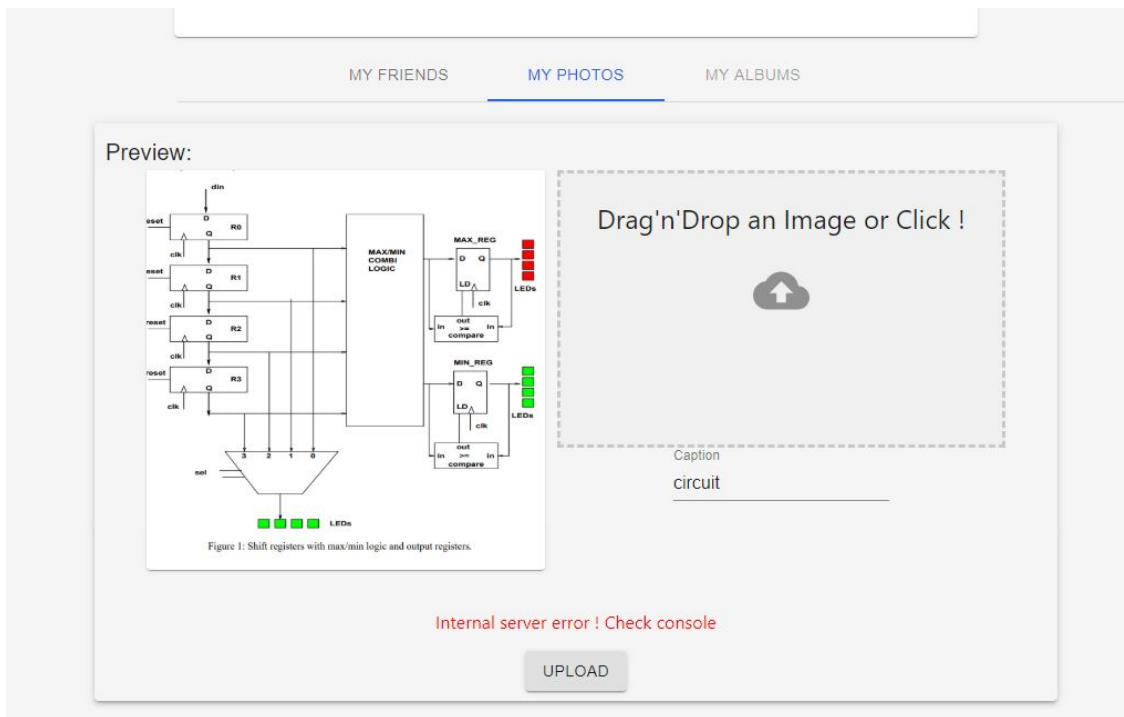 MY FRIENDS MY PHOTOS MY ALBUMS
Preview:
Drag'n'Drop an Image or Click !
din
eset D R0
Q
clk
eset D R1
Q
clk
reset D R2
Q
clk
reset D R3
Q
clk
MAX/MIN
COMBI
LOGIC
MAX_REG
D Q
LD
clk
LEDs
out
in >= in
compare
MIN_REG
D Q
LD
clk
LEDs
out
in >= in
compare
3 2 1 0
sel
LEDs
Figure 1: Shift registers with max/min logic and output registers.
Caption
circuit
Internal server error ! Check console
UPLOAD